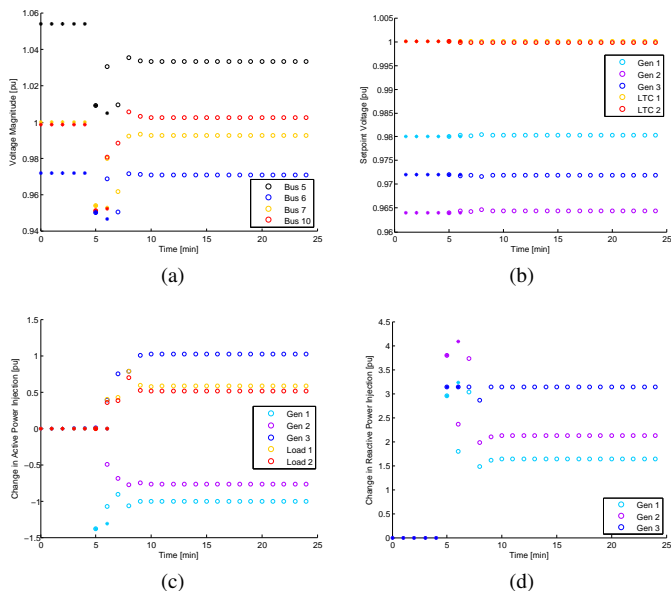 1.06
1.04
1.02
1
0.98
0.96
0.94
Voltage Magnitude [pu]
0
5
10
15
20
25
Time [min]
Bus 5
Bus 6
Bus 7
Bus 10
(a)
1.005
1
0.995
0.99
0.985
0.98
0.975
0.97
0.965
0.96
Setpoint Voltage [pu]
0
5
10
15
20
25
Time [min]
Gen 1
Gen 2
Gen 3
LTC 1
LTC 2
(b)
1.5
1
0.5
0
−0.5
−1
−1.5
Change in Active Power Injection [pu]
0
5
10
15
20
25
Time [min]
Gen 1
Gen 2
Gen 3
Load 1
Load 2
(c)
4.5
4
3.5
3
2.5
2
1.5
1
0.5
0
Change in Reactive Power Injection [pu]
0
5
10
15
20
25
Time [min]
Gen 1
Gen 2
Gen 3
(d)